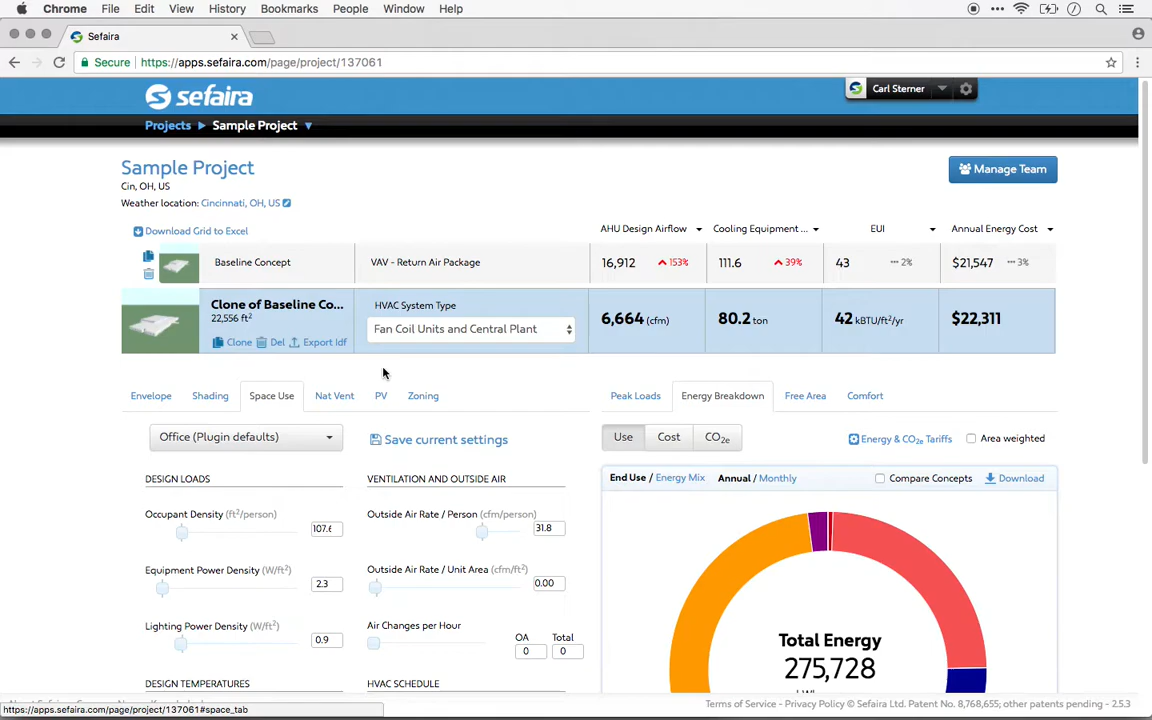 Chrome File Edit View History Bookmarks People Window Help
Sefaira
Secure https://apps.sefaira.com/page/project/137061
sefaira
Carl Sterner
Projects Sample Project
Sample Project
Manage Team
Cin, OH, US
Weather location: Cincinnati, OH, US
Download Grid to Excel
AHU Design Airflow Cooling Equipment ... EUI Annual Energy Cost
Baseline Concept VAV - Return Air Package 16,912 153% 111.6 39% 43 2% $21,547 3%
Clone of Baseline Co...
HVAC System Type
22,556 ft²
Fan Coil Units and Central Plant
6,664 (cfm) 80.2 ton 42 kBTU/ft²/yr $22,311
Clone Del Export Idf
Envelope Shading Space Use Nat Vent PV Zoning
Peak Loads Energy Breakdown Free Area Comfort
Office (Plugin defaults) Save current settings
Use Cost CO₂e Energy & CO₂e Tariffs Area weighted
DESIGN LOADS VENTILATION AND OUTSIDE AIR
End Use / Energy Mix Annual / Monthly Compare Concepts Download
Occupant Density (ft²/person) Outside Air Rate / Person (cfm/person)
107.6 31.8
Equipment Power Density (W/ft²) Outside Air Rate / Unit Area (cfm/ft²)
2.3 0.00
Lighting Power Density (W/ft²) Air Changes per Hour
0.9 OA Total
0 0
Total Energy
275,728
DESIGN TEMPERATURES HVAC SCHEDULE
Terms of Service - Privacy Policy © Sefaira Ltd. Patent No. 8,768,655; other patents pending - 2.5.3
https://apps.sefaira.com/page/project/137061#space_tab